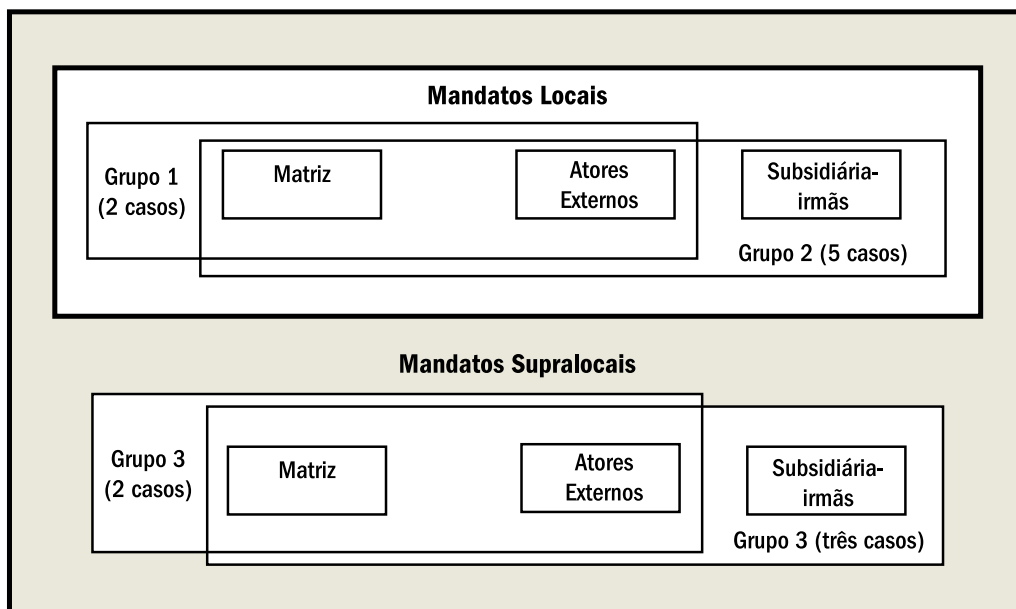 Mandatos Locais
Grupo 1
(2 casos)
Matriz
Atores
Externos
Subsidiária-
irmãs
Grupo 2 (5 casos)
Mandatos Supralocais
Grupo 3
(2 casos)
Matriz
Atores
Externos
Subsidiária-
irmãs
Grupo 3 (três casos)